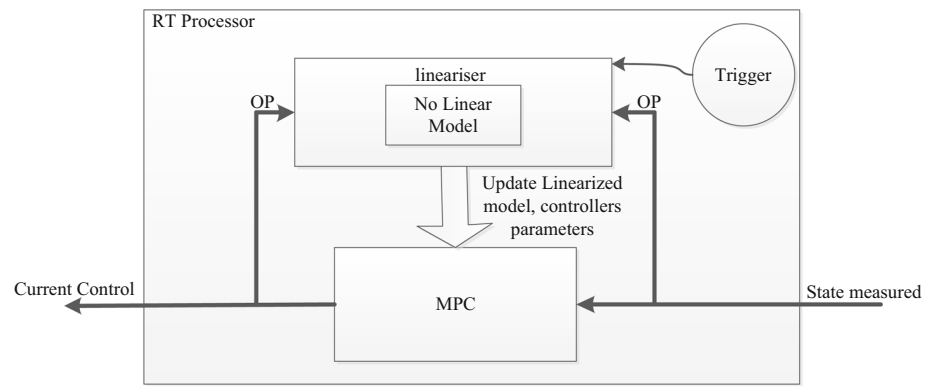 RT Processor
Trigger
lineariser
No Linear
Model
OP
OP
Update Linearized
model, controllers
parameters
Current Control
MPC
State measured